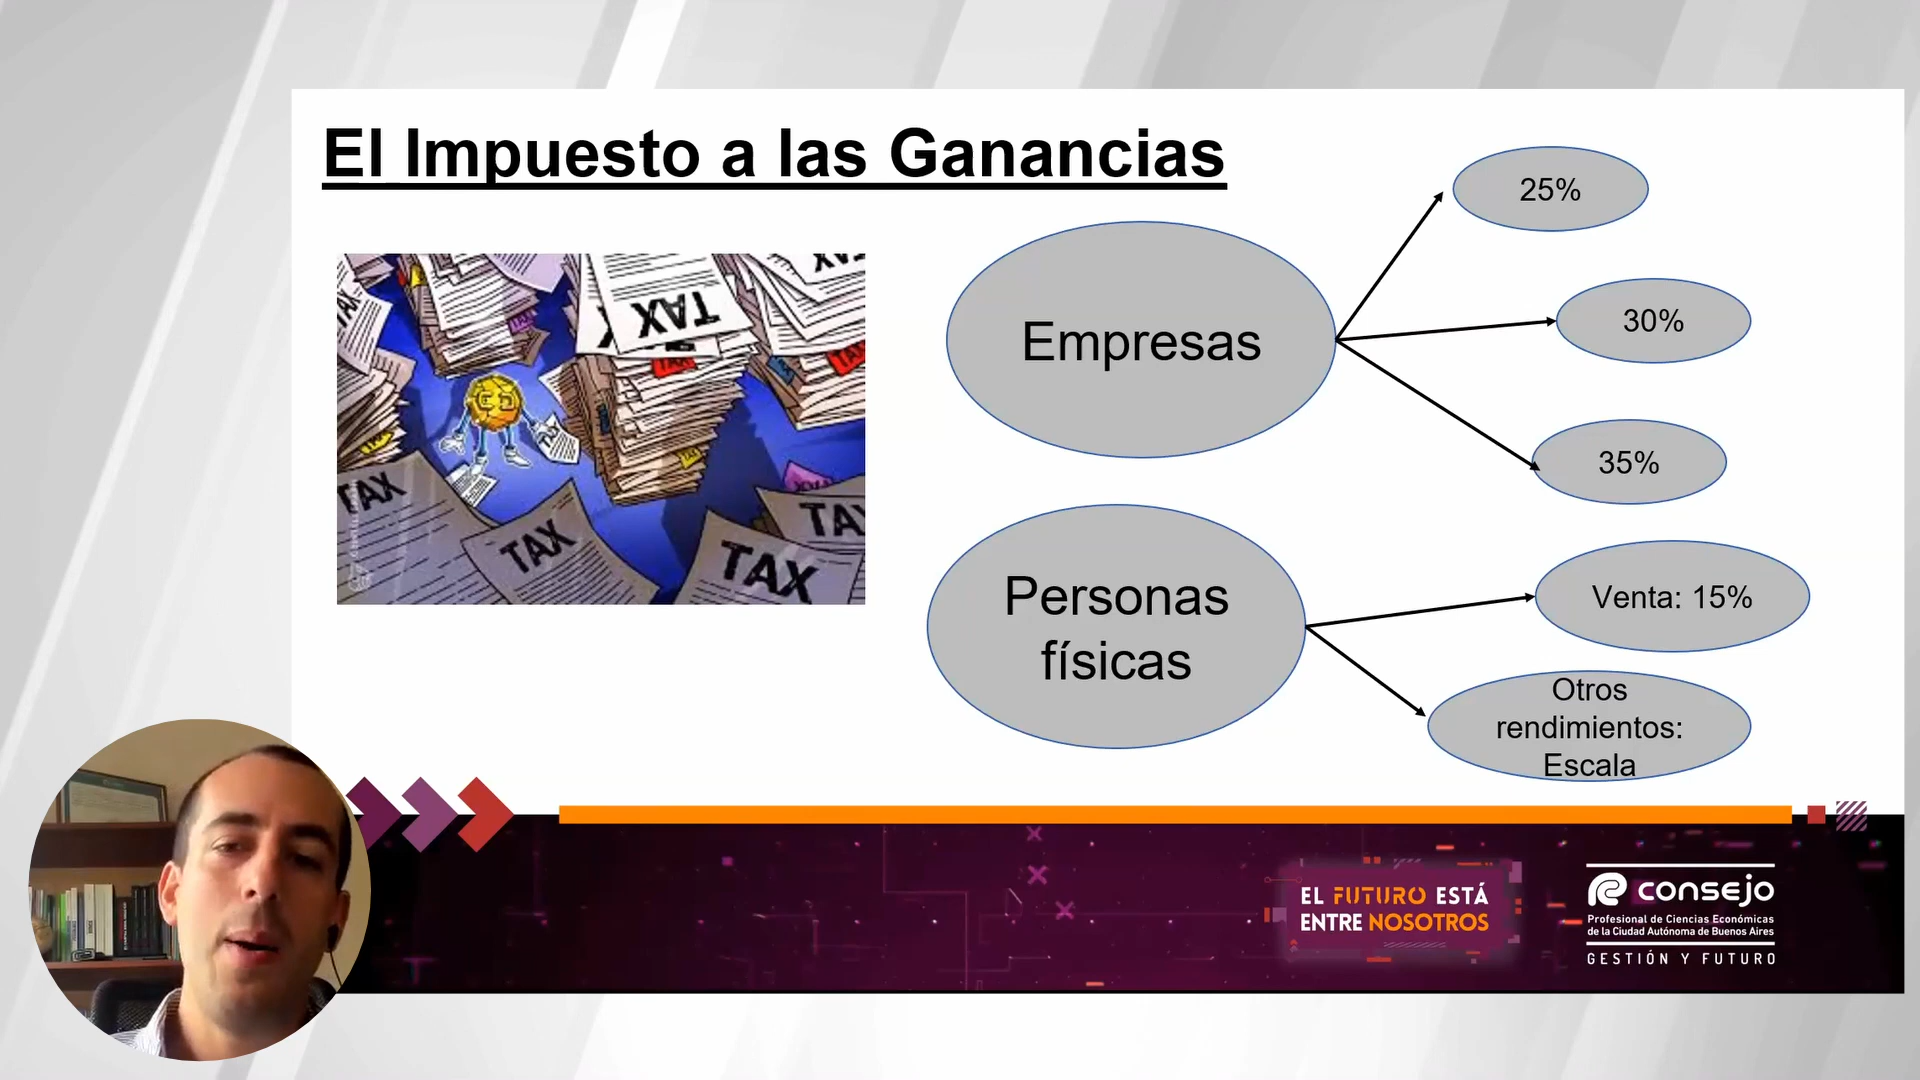 El Impuesto a las Ganancias
25%
Empresas
30%
35%
Personas
físicas
Venta: 15%
Otros
rendimientos:
Escala
TAX
TAX
TAX
TAX
TAX
EL FUTURO ESTÁ
ENTRE NOSOTROS
consejo
Profesional de Ciencias Económicas
de la Ciudad Autónoma de Buenos Aires
GESTIÓN Y FUTURO